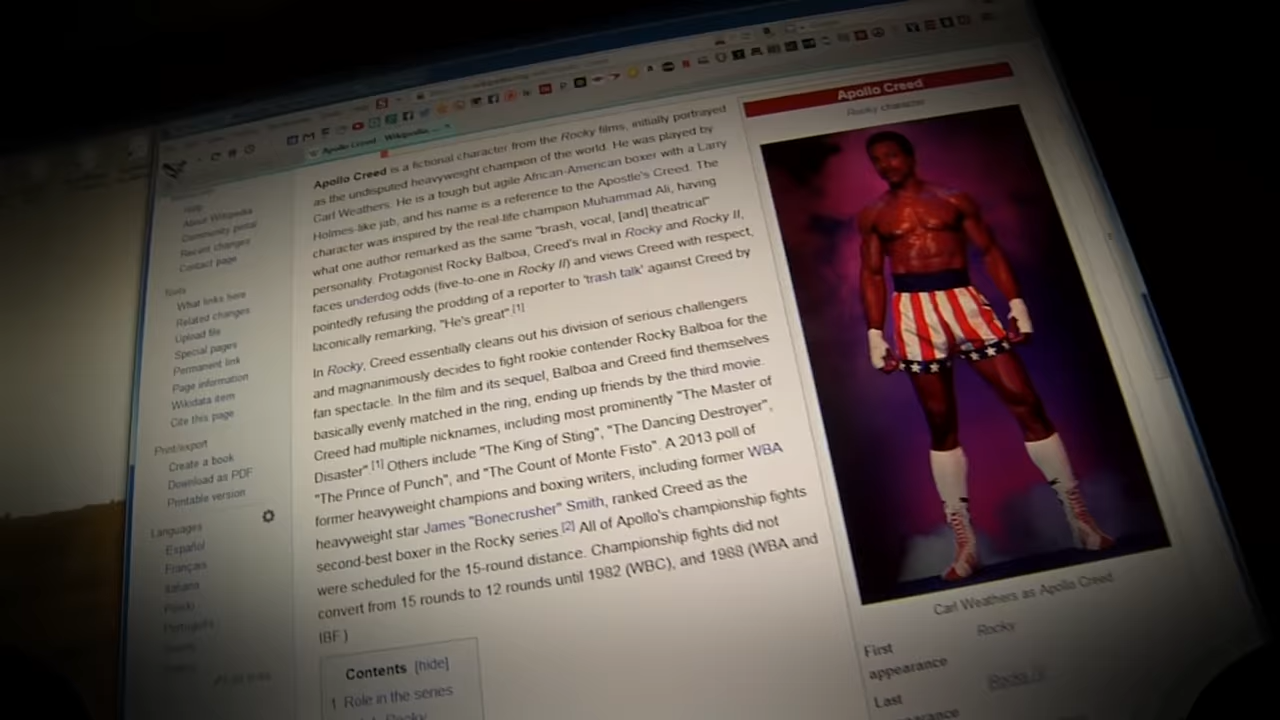 Apollo Creed - Wikipedia,
Help
About Wikipedia
Community portal
Recent changes
Contact page
Tools
What links here
Related changes
Upload file
Special pages
Permanent link
Page information
Wikidata item
Cite this page
Print/export
Create a book
Download as PDF
Printable version
Languages
Español
Français
Italiano
Polski
Português
Apollo Creed is a fictional character from the Rocky films, initially portrayed
as the undisputed heavyweight champion of the world. He was played by
Carl Weathers. He is a tough but agile African-American boxer with a Larry
Holmes-like jab, and his name is a reference to the Apostle's Creed. The
character was inspired by the real-life champion Muhammad Ali, having
what one author remarked as the same "brash, vocal, [and] theatrical"
personality. Protagonist Rocky Balboa, Creed's rival in Rocky and Rocky II,
faces underdog odds (five-to-one in Rocky II) and views Creed with respect,
pointedly refusing the prodding of a reporter to 'trash talk' against Creed by
laconically remarking, "He's great".[1]
In Rocky, Creed essentially cleans out his division of serious challengers
and magnanimously decides to fight rookie contender Rocky Balboa for the
fan spectacle. In the film and its sequel, Balboa and Creed find themselves
basically evenly matched in the ring, ending up friends by the third movie.
Creed had multiple nicknames, including most prominently "The Master of
Disaster".[1] Others include "The King of Sting", "The Dancing Destroyer",
"The Prince of Punch", and "The Count of Monte Fisto". A 2013 poll of
former heavyweight champions and boxing writers, including former WBA
heavyweight star James "Bonecrusher" Smith, ranked Creed as the
second-best boxer in the Rocky series.[2] All of Apollo's championship fights
were scheduled for the 15-round distance. Championship fights did not
convert from 15 rounds to 12 rounds until 1982 (WBC), and 1988 (WBA and
IBF)
Contents [hide]
1 Role in the series
Rocky
Apollo Creed
Rocky character
Carl Weathers as Apollo Creed
First appearance
Rocky
Last